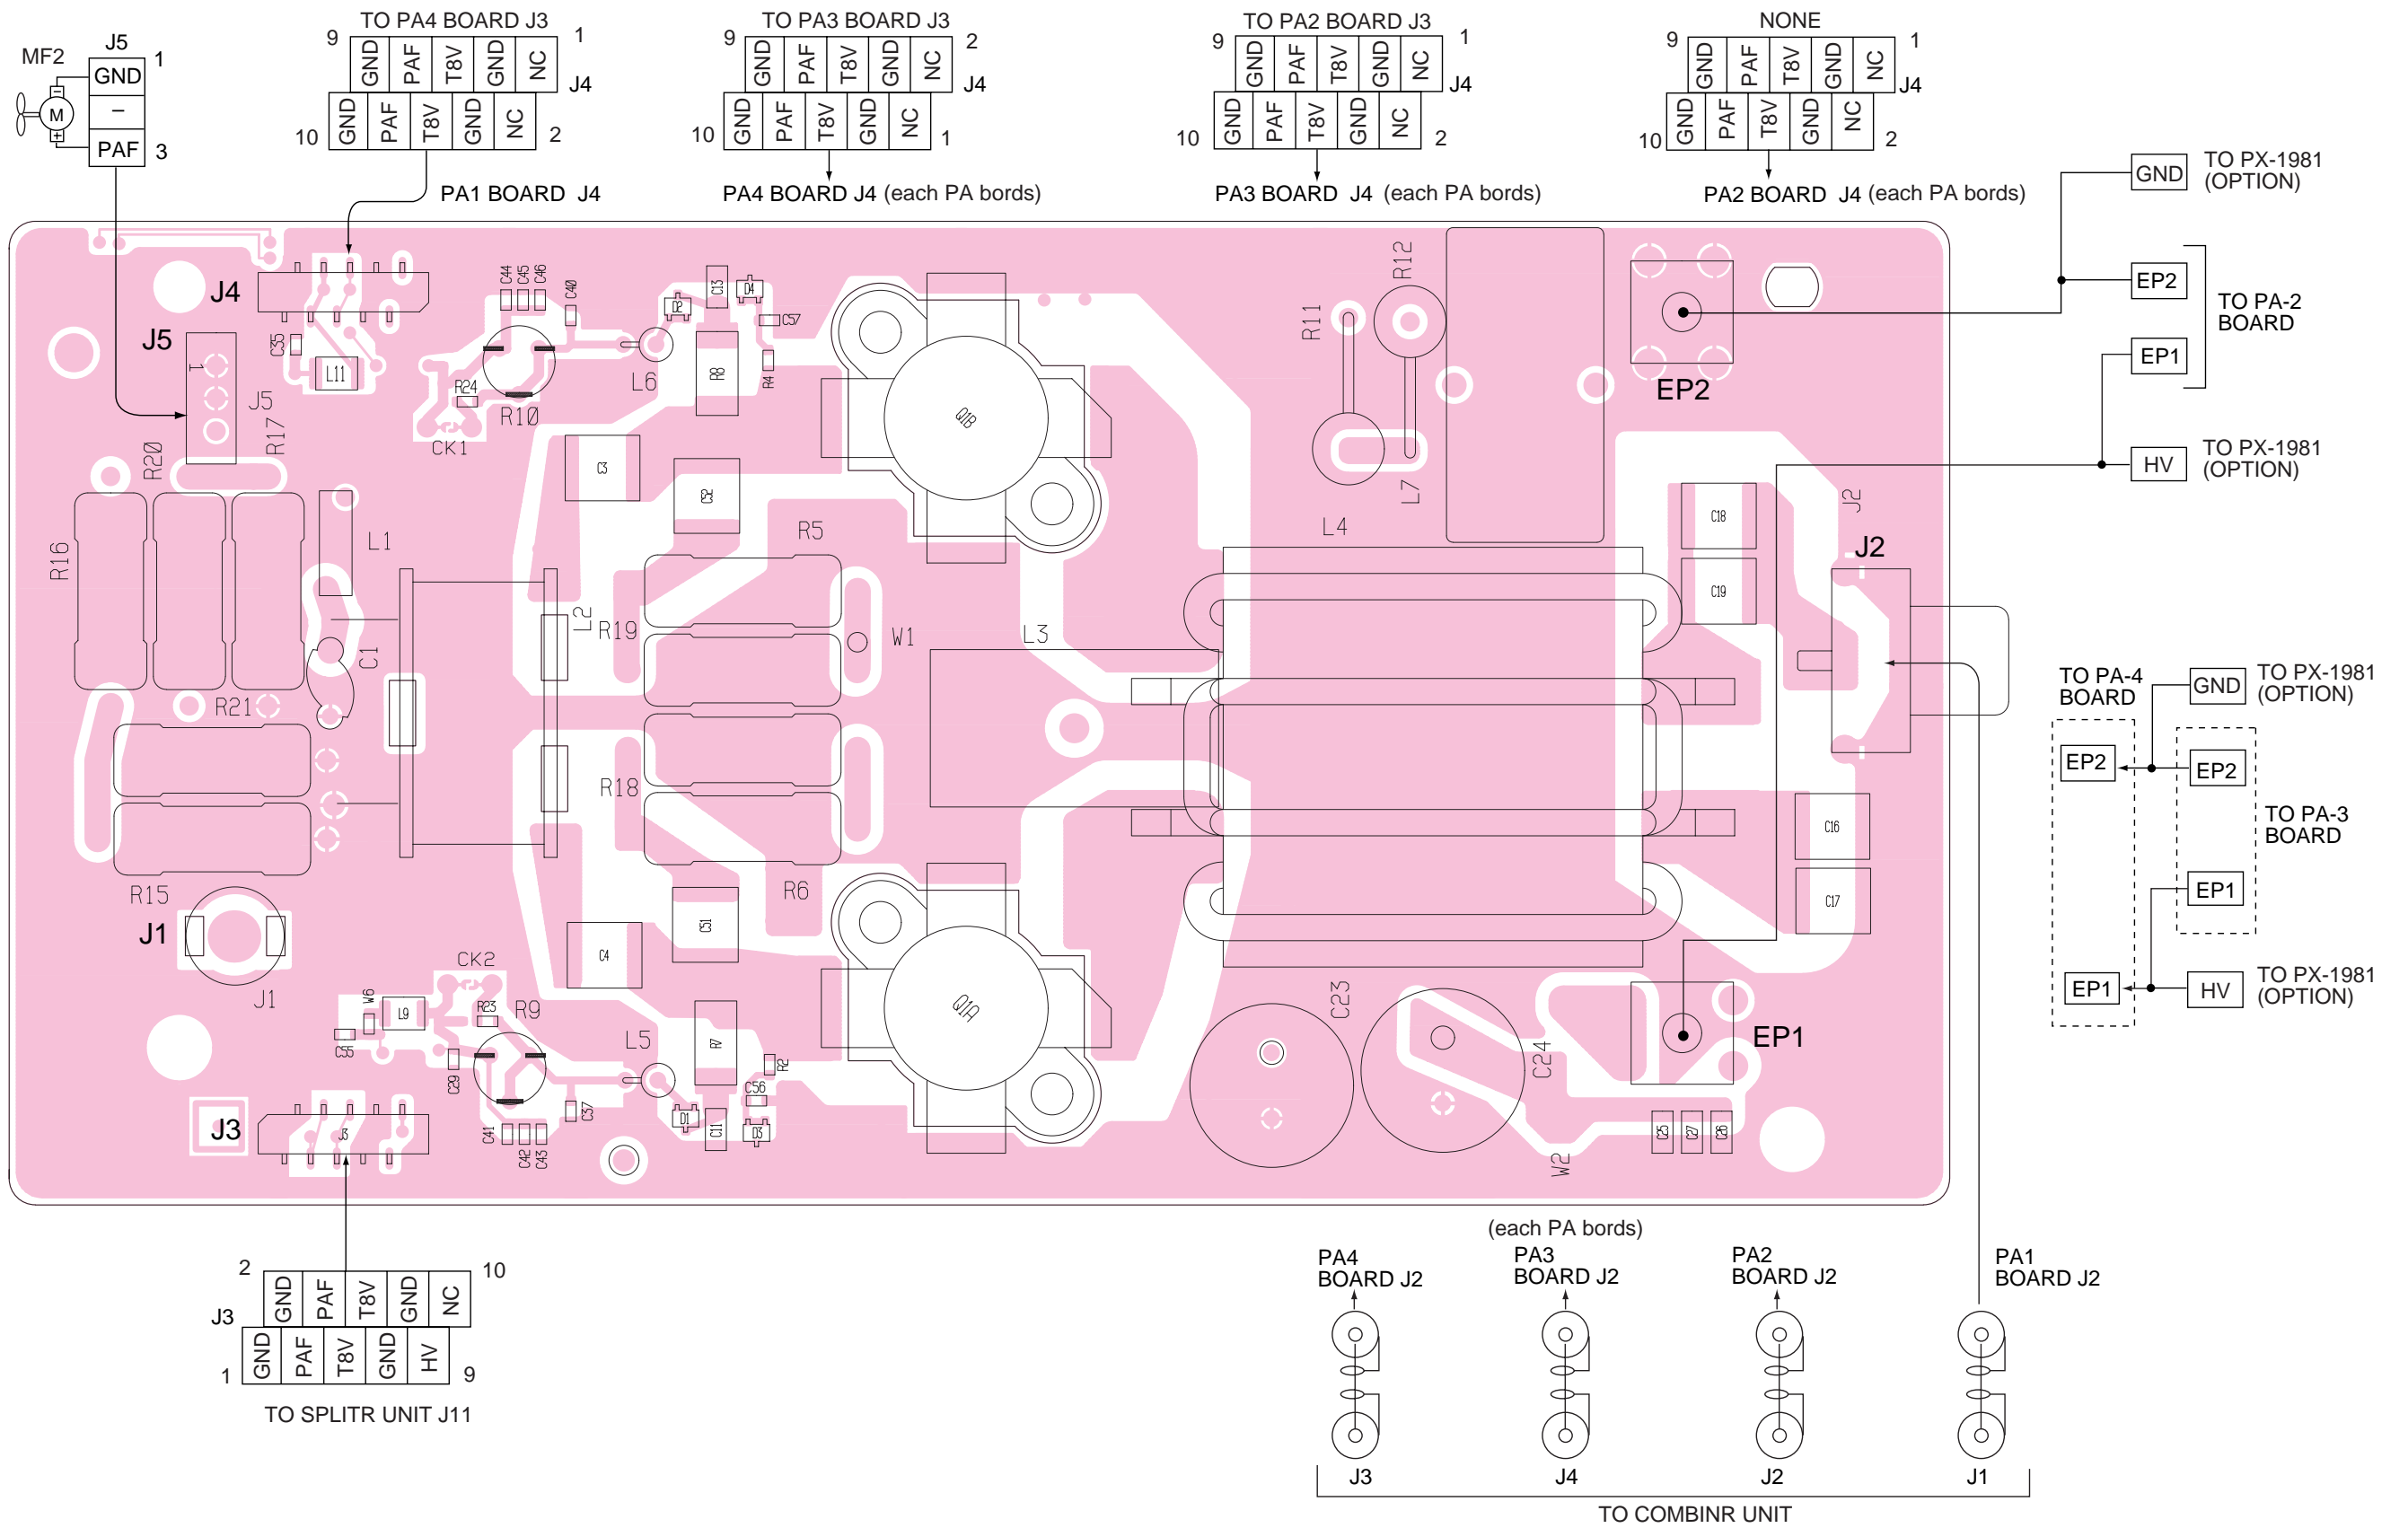 TO PA4 BOARD J3
9 GND PAF T8V GND NC 1
J4
10 GND PAF T8V GND NC 2
PA1 BOARD J4
TO PA3 BOARD J3
9 GND PAF T8V GND NC 2
J4
10 GND PAF T8V GND NC 1
PA4 BOARD J4 (each PA bords)
TO PA2 BOARD J3
9 GND PAF T8V GND NC 1
J4
10 GND PAF T8V GND NC 2
PA3 BOARD J4 (each PA bords)
NONE
9 GND PAF T8V GND NC 1
J4
10 GND PAF T8V GND NC 2
PA2 BOARD J4 (each PA bords)
MF2
J5
GND 1
–
PAF 3
M
GND
TO PX-1981
(OPTION)
EP2
EP1
TO PA-2
BOARD
HV
TO PX-1981
(OPTION)
J4
J5
1
J5
C35
L11
C44
C45
C46
C40
R24
R10
CK1
L6
D2
C13
D4
C57
R8
R4
Q1B
R11
R12
L7
L4
EP2
R20
R17
R16
L1
C1
R21
R15
L2
C3
C52
R5
R19
W1
L3
R18
R6
C18
C19
J2
J2
C16
C17
J1
J1
CK2
W6
L9
R23
R9
C55
C29
C41
C42
C43
C37
L5
C4
C51
R7
R2
C56
D1
C11
D3
Q1A
C23
C24
W2
EP1
C25
C27
C26
J3
J3
TO PA-4
BOARD
GND
TO PX-1981
(OPTION)
EP2
EP2
TO PA-3
BOARD
EP1
EP1
HV
TO PX-1981
(OPTION)
2 GND PAF T8V GND NC 10
J3
1 GND PAF T8V GND HV 9
TO SPLITR UNIT J11
(each PA bords)
PA4
BOARD J2
PA3
BOARD J2
PA2
BOARD J2
PA1
BOARD J2
J3
J4
J2
J1
TO COMBINR UNIT